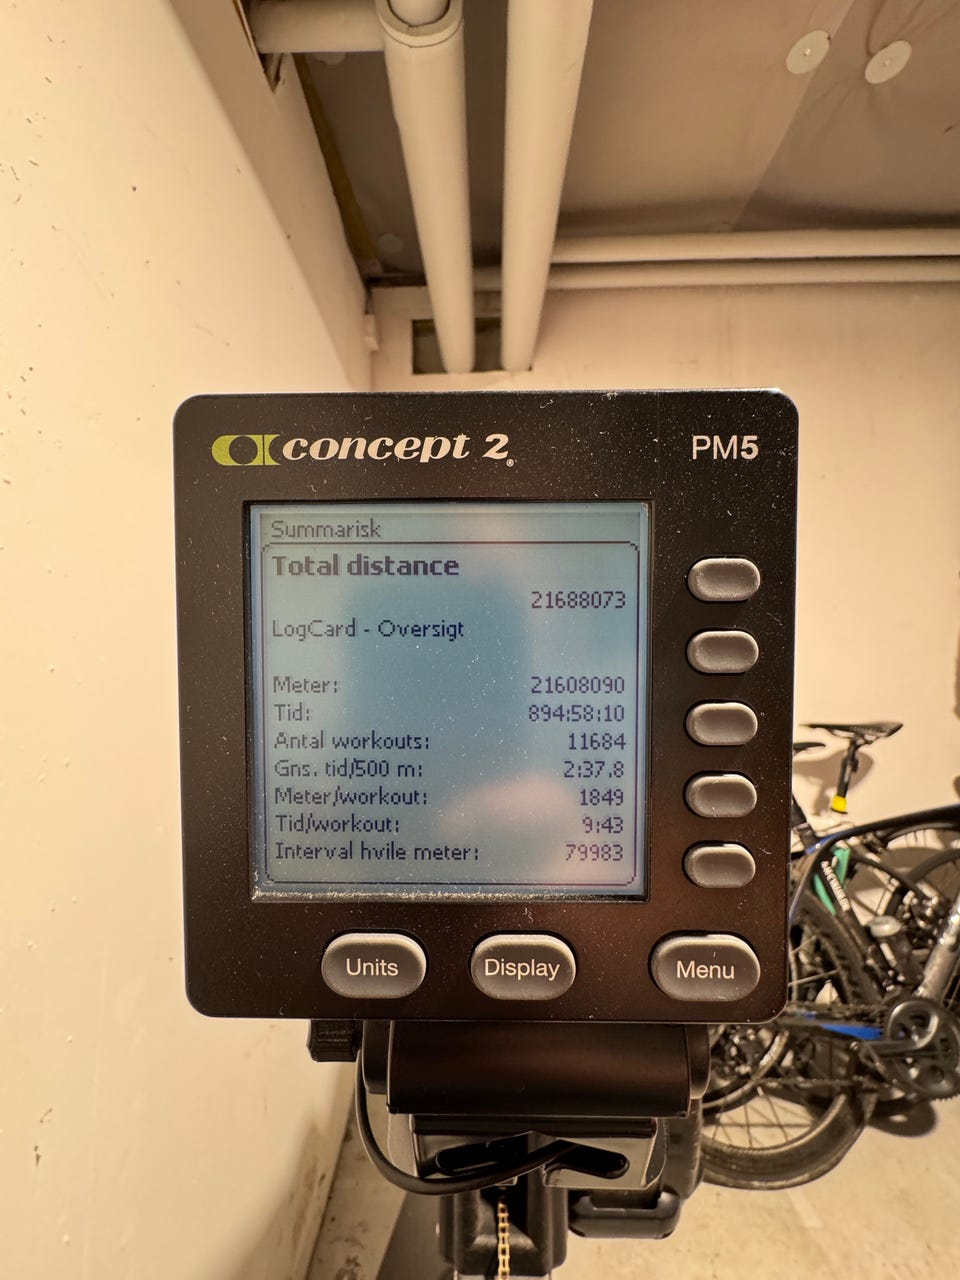 concept 2
PM5
Summarisk
Total distance
21688073
LogCard - Oversigt
Meter: 21608090
Tid: 894:58:10
Antal workouts: 11684
Gns. tid/500 m: 2:37.8
Meter/workout: 1849
Tid/workout: 9:43
Interval hvile meter: 79983
Units Display Menu